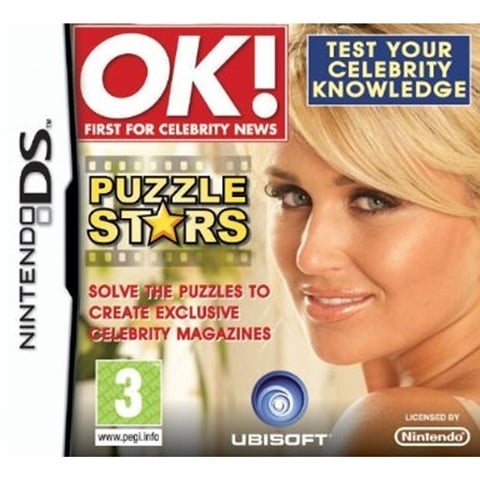 NINTENDO DS™
OK!
FIRST FOR CELEBRITY NEWS
TEST YOUR
CELEBRITY
KNOWLEDGE
PUZZLE
STARS
SOLVE THE PUZZLES TO
CREATE EXCLUSIVE
CELEBRITY MAGAZINES
3
www.pegi.info
UBISOFT
LICENSED BY
Nintendo